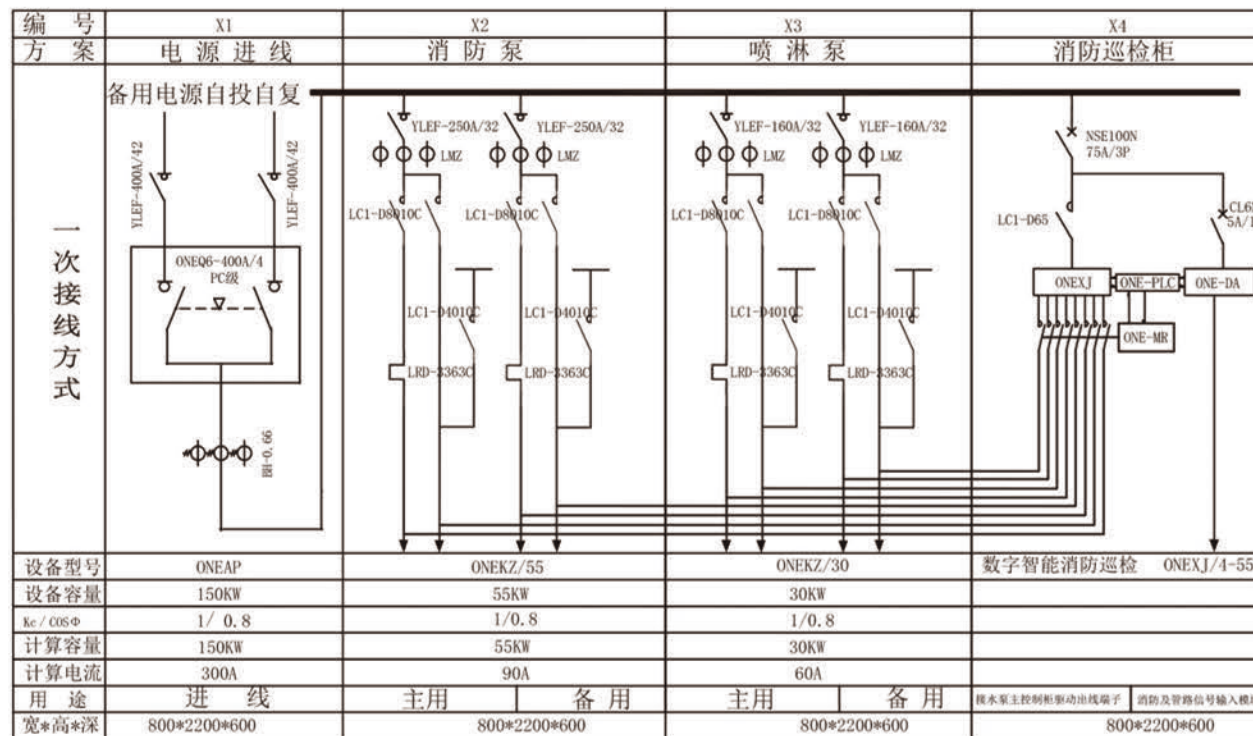 编 号 X1 X2 X3 X4
方 案 电 源 进 线 消 防 泵 喷 淋 泵 消防巡检柜
备用电源自投自复
一次接线方式
YLEF-400A/42 YLEF-400A/42
ONEQ6-400A/4
PC级
BH-0.66
YLEF-250A/32 YLEF-250A/32 YLEF-160A/32 YLEF-160A/32
LMZ LMZ LMZ LMZ
NSE100N
75A/3P
LC1-D8010C LC1-D8010C LC1-D8010C LC1-D8010C LC1-D65
ONEXJ ONE-PLC ONE-DA
ONE-MR
LC1-D4010C LC1-D4010C LC1-D4010C LC1-D4010C
LRD-3363C LRD-3363C LRD-3363C LRD-3363C
设备型号 ONEAP ONEKZ/55 ONEKZ/30 数字智能消防巡检 ONEXJ/4-55
设备容量 150KW 55KW 30KW
Kc/COSΦ 1/ 0.8 1/0.8 1/0.8
计算容量 150KW 55KW 30KW
计算电流 300A 90A 60A
用 途 进 线 主用 备 用 主用 备 用 接水泵主控制柜驱动出线端子 消防及管路信号输入模
宽*高*深 800*2200*600 800*2200*600 800*2200*600 800*2200*600